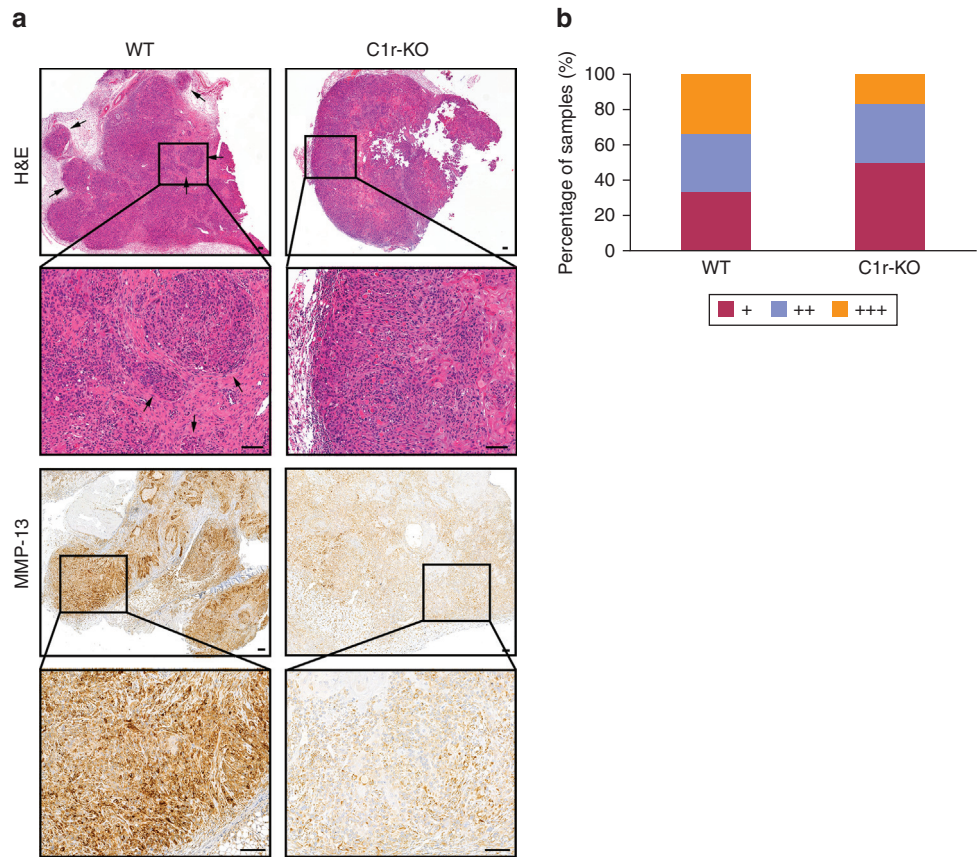 a
WT
C1r-KO
H&E
MMP-13
b
Percentage of samples (%)
100
80
60
40
20
0
WT
C1r-KO
+
++
+++